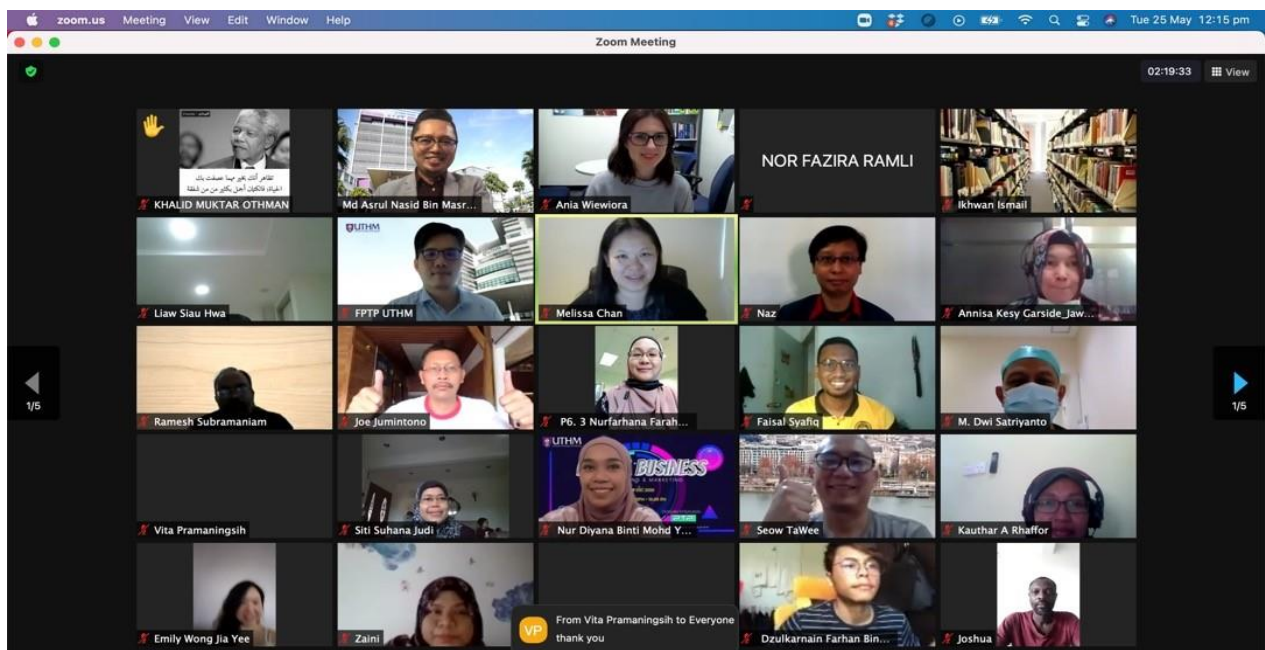 zoom.us Meeting View Edit Window Help Tue 25 May 12:15 pm
Zoom Meeting
02:19:33 View
KHALID MUKTAR OTHMAN
Md Asrul Nasid Bin Masr...
Ania Wiewiora
NOR FAZIRA RAMLI
Ikhwan Ismail
Liaw Siau Hwa
UTHM
FPTP UTHM
Melissa Chan
Naz
Annisa Kesy Garside_Jaw...
1/5
1/5
Ramesh Subramaniam
Joe Jumintono
P6. 3 Nurfarhana Farah...
Faisal Syafiq
M. Dwi Satriyanto
Vita Pramaningsih
Siti Suhana Judi
UTHM
BUSINESS
& MARKETING
Nur Diyana Binti Mohd Y...
Seow TaWee
Kauthar A Rhaffor
Emily Wong Jia Yee
Zaini
VP
From Vita Pramaningsih to Everyone
thank you
Dzulkarnain Farhan Bin...
Joshua